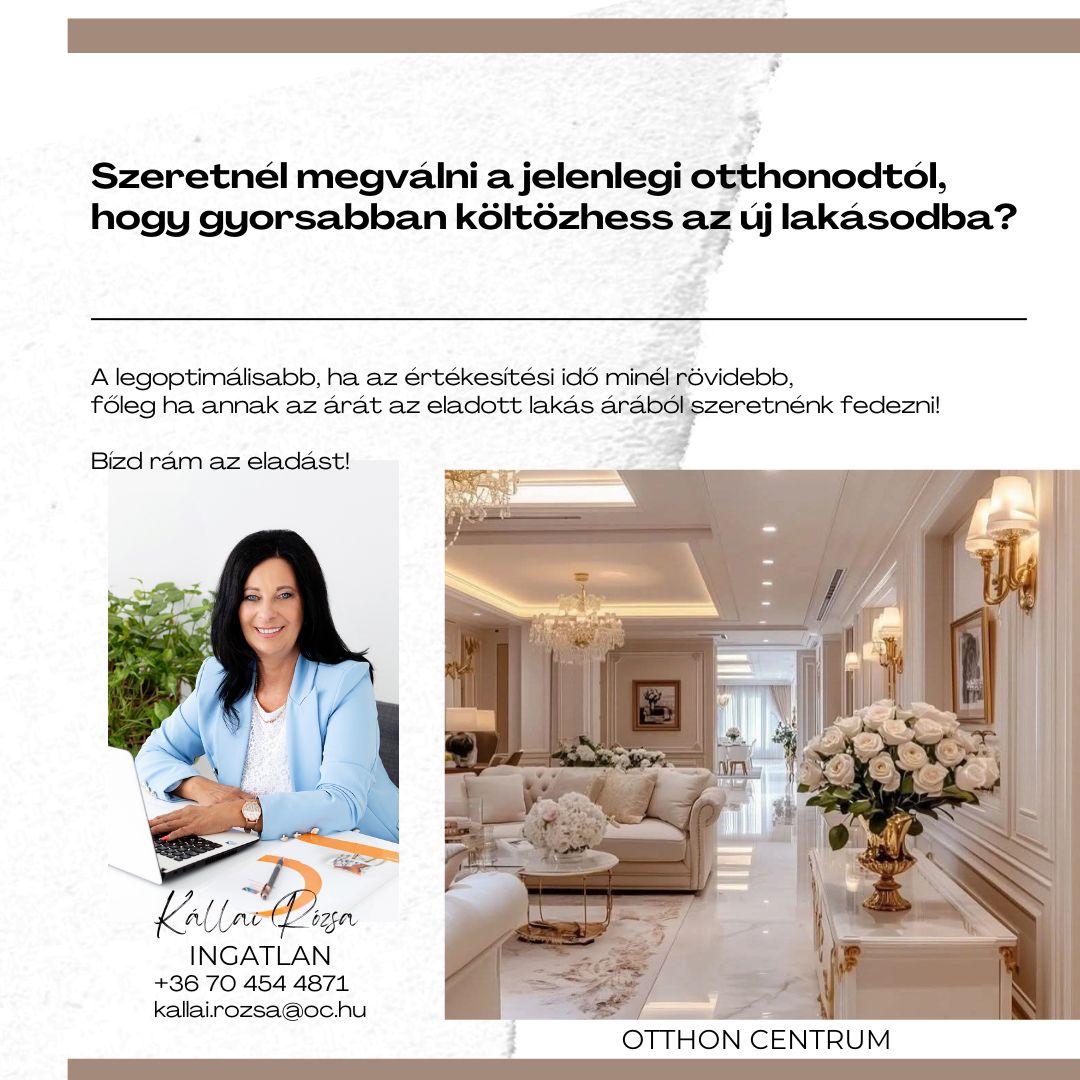 Szeretnél megválni a jelenlegi otthonodtól,
hogy gyorsabban költözhess az új lakásodba?
A legoptimálisabb, ha az értékesítési idő minél rövidebb,
főleg ha annak az árát az eladott lakás árából szeretnénk fedezni!
Bízd rám az eladást!
Kállai Rózsa
INGATLAN
+36 70 454 4871
kallai.rozsa@oc.hu
OTTHON CENTRUM